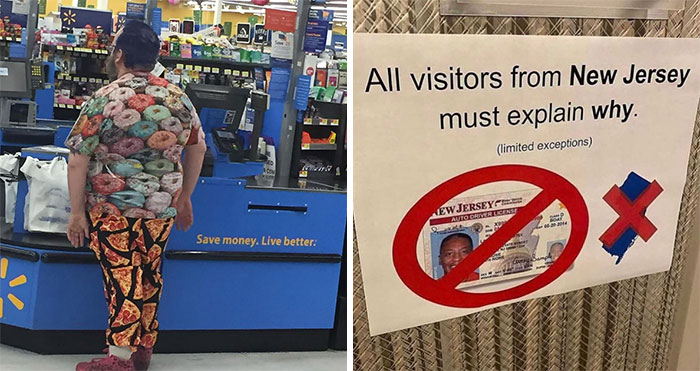 Walmart
Save money. Live better.
All visitors from New Jersey
must explain why.
(limited exceptions)
NEW JERSEY
AUTO DRIVER LICENSE